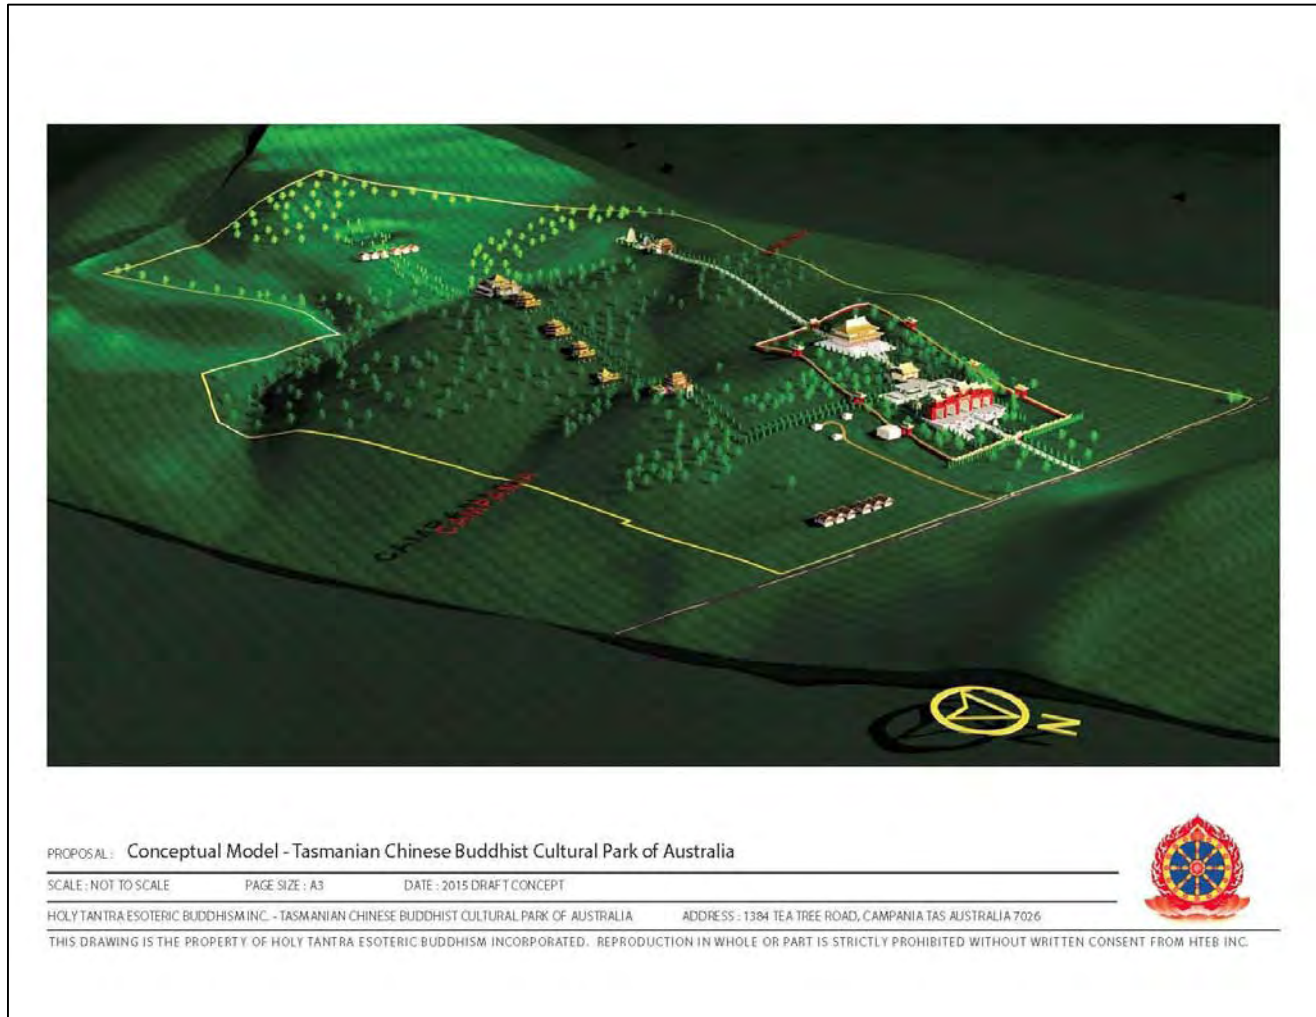 CAMPANIA
CAMPANIA
N
PROPOSAL : Conceptual Model - Tasmanian Chinese Buddhist Cultural Park of Australia
SCALE : NOT TO SCALE PAGE SIZE : A3 DATE : 2015 DRAFT CONCEPT
HOLY TANTRA ESOTERIC BUDDHISM INC. - TASMANIAN CHINESE BUDDHIST CULTURAL PARK OF AUSTRALIA ADDRESS : 1384 TEA TREE ROAD, CAMPANIA TAS AUSTRALIA 7026
THIS DRAWING IS THE PROPERTY OF HOLY TANTRA ESOTERIC BUDDHISM INCORPORATED. REPRODUCTION IN WHOLE OR PART IS STRICTLY PROHIBITED WITHOUT WRITTEN CONSENT FROM HTEB INC.